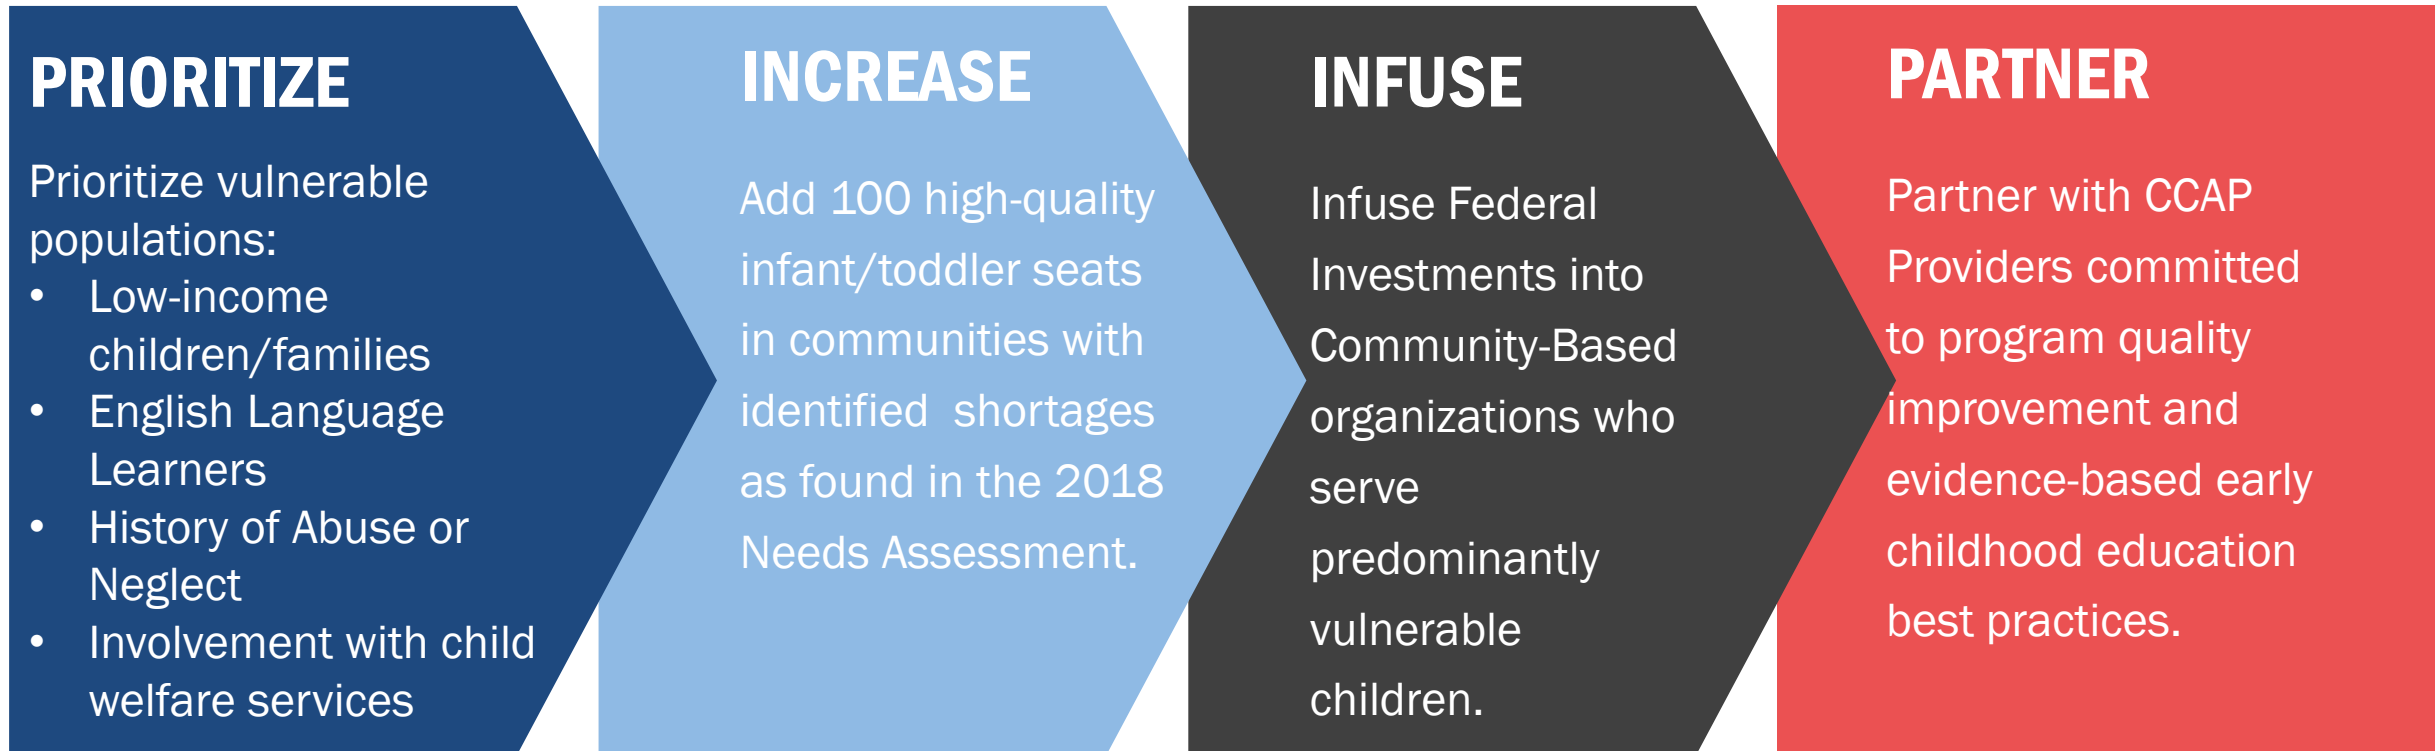 PRIORITIZE
Prioritize vulnerable
populations:
• Low-income
children/families
• English Language
Learners
• History of Abuse or
Neglect
• Involvement with child
welfare services
INCREASE
Add 100 high-quality
infant/toddler seats
in communities with
identified  shortages
as found in the 2018
Needs Assessment.
INFUSE
Infuse Federal
Investments into
Community-Based
organizations who
serve
predominantly
vulnerable
children.
PARTNER
Partner with CCAP
Providers committed
to program quality
improvement and
evidence-based early
childhood education
best practices.